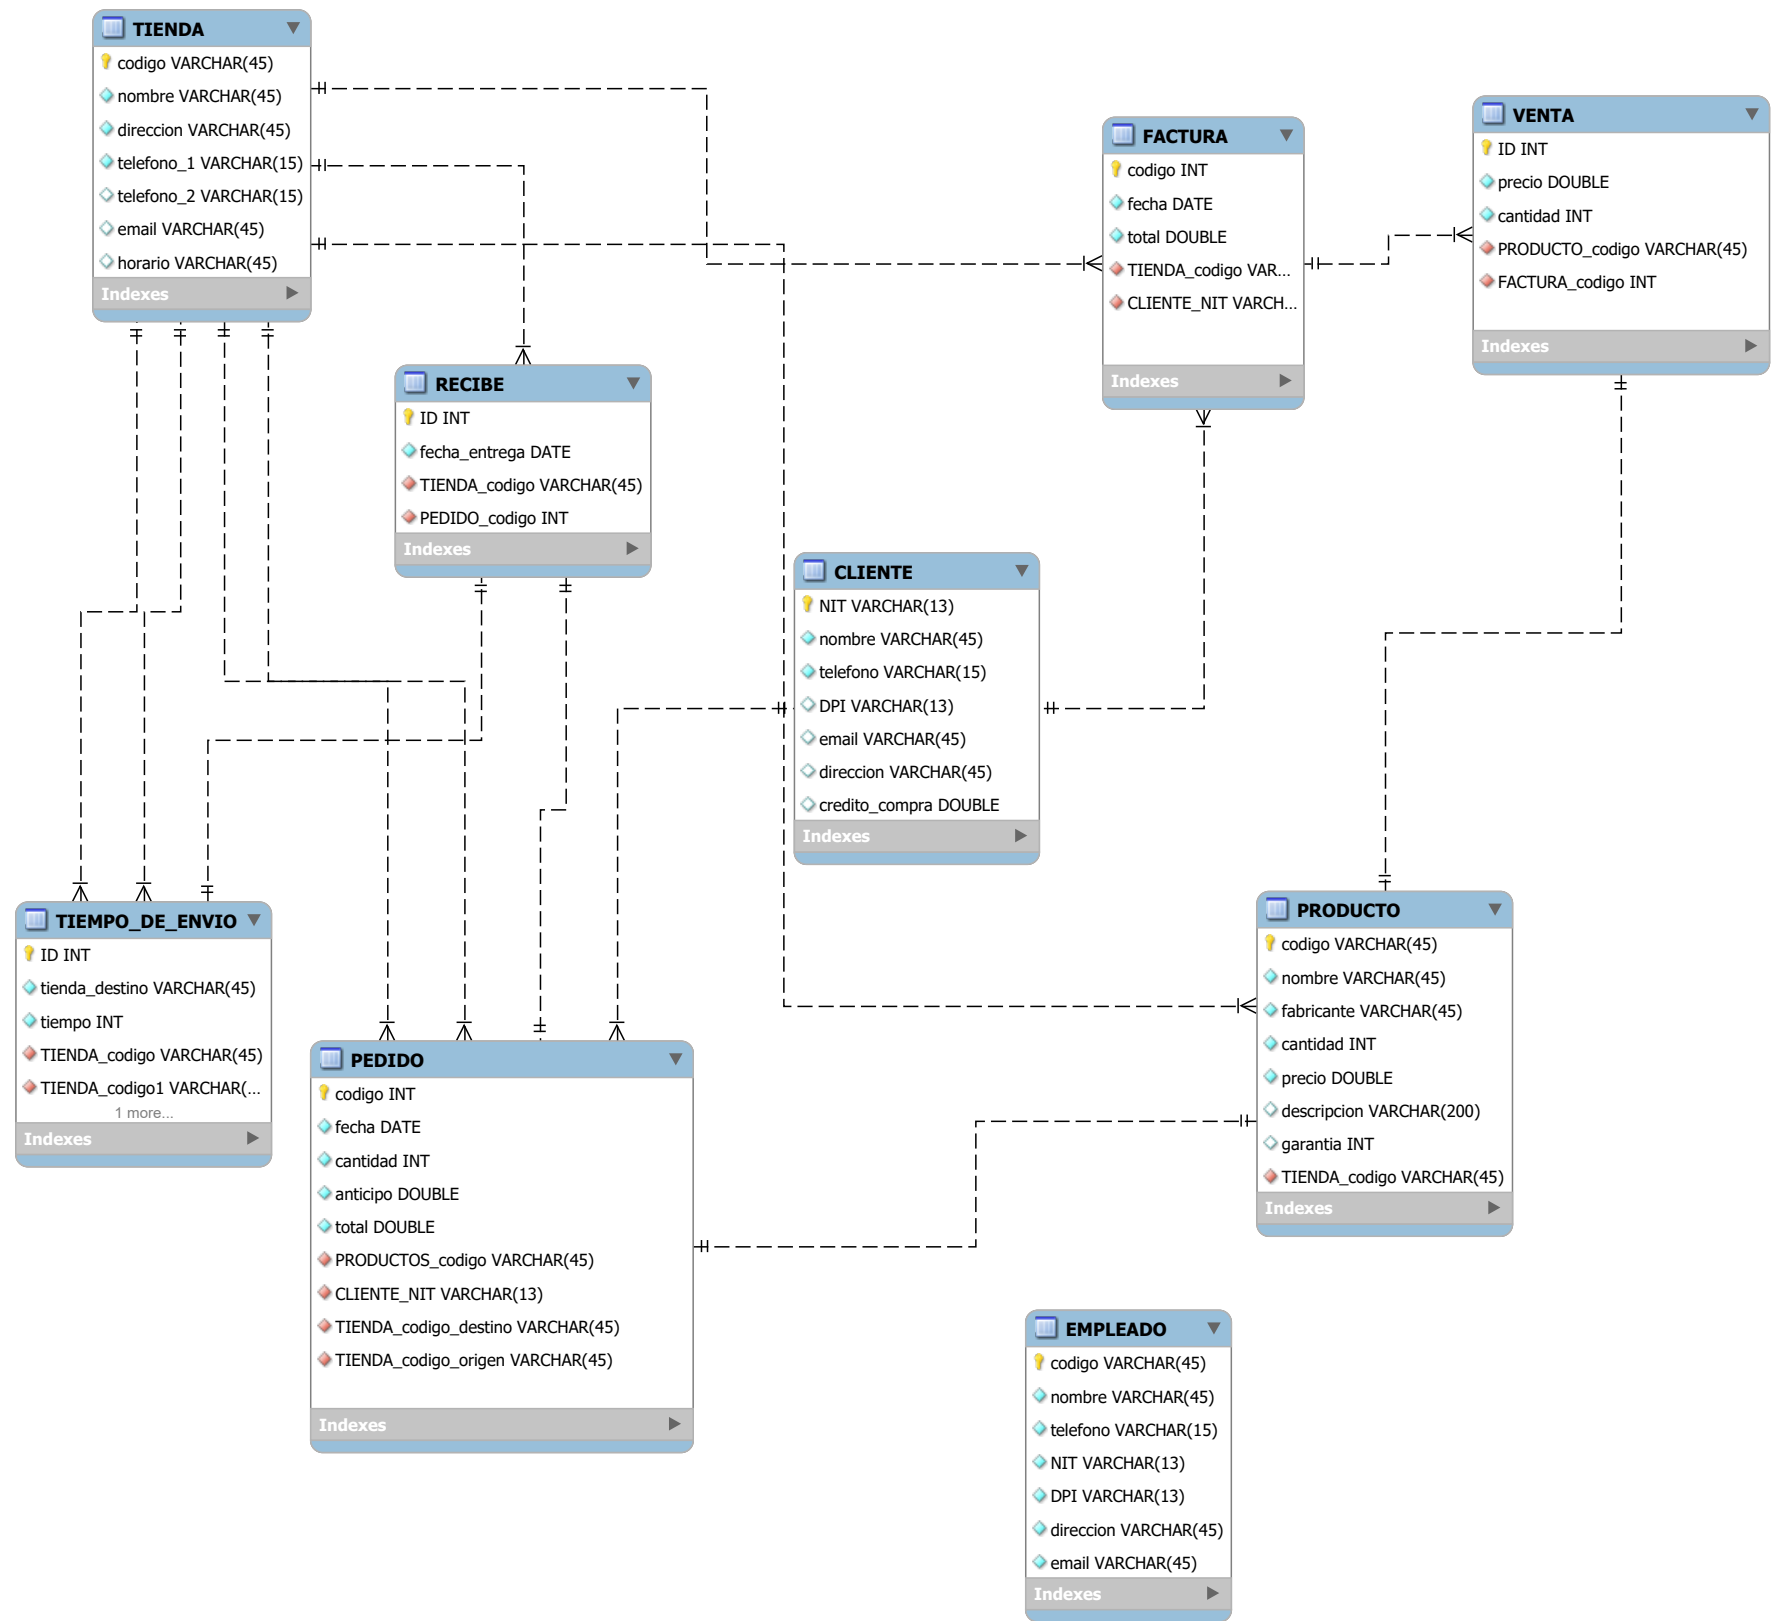 TIENDA
codigo VARCHAR(45)
nombre VARCHAR(45)
direccion VARCHAR(45)
telefono_1 VARCHAR(15)
telefono_2 VARCHAR(15)
email VARCHAR(45)
horario VARCHAR(45)
Indexes
FACTURA
codigo INT
fecha DATE
total DOUBLE
TIENDA_codigo VAR...
CLIENTE_NIT VARCH...
Indexes
VENTA
ID INT
precio DOUBLE
cantidad INT
PRODUCTO_codigo VARCHAR(45)
FACTURA_codigo INT
Indexes
RECIBE
ID INT
fecha_entrega DATE
TIENDA_codigo VARCHAR(45)
PEDIDO_codigo INT
Indexes
CLIENTE
NIT VARCHAR(13)
nombre VARCHAR(45)
telefono VARCHAR(15)
DPI VARCHAR(13)
email VARCHAR(45)
direccion VARCHAR(45)
credito_compra DOUBLE
Indexes
TIEMPO_DE_ENVIO
ID INT
tienda_destino VARCHAR(45)
tiempo INT
TIENDA_codigo VARCHAR(45)
TIENDA_codigo1 VARCHAR(...
1 more...
Indexes
PRODUCTO
codigo VARCHAR(45)
nombre VARCHAR(45)
fabricante VARCHAR(45)
cantidad INT
precio DOUBLE
descripcion VARCHAR(200)
garantia INT
TIENDA_codigo VARCHAR(45)
Indexes
PEDIDO
codigo INT
fecha DATE
cantidad INT
anticipo DOUBLE
total DOUBLE
PRODUCTOS_codigo VARCHAR(45)
CLIENTE_NIT VARCHAR(13)
TIENDA_codigo_destino VARCHAR(45)
TIENDA_codigo_origen VARCHAR(45)
Indexes
EMPLEADO
codigo VARCHAR(45)
nombre VARCHAR(45)
telefono VARCHAR(15)
NIT VARCHAR(13)
DPI VARCHAR(13)
direccion VARCHAR(45)
email VARCHAR(45)
Indexes